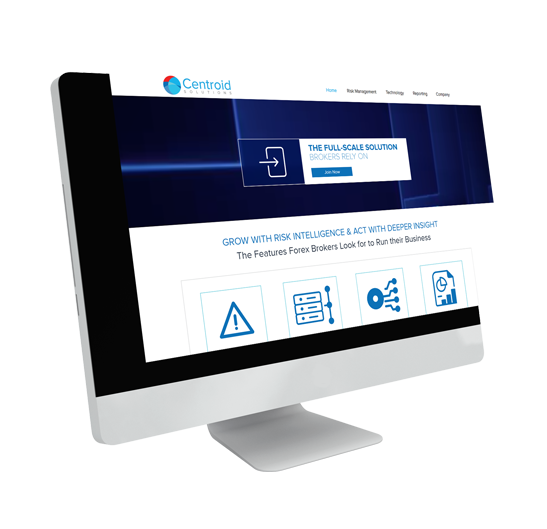 Centroid
SOLUTIONS
Home Risk Management Technology Reporting Company
THE FULL-SCALE SOLUTION
BROKERS RELY ON
Join Now
GROW WITH RISK INTELLIGENCE & ACT WITH DEEPER INSIGHT
The Features Forex Brokers Look for to Run their Business